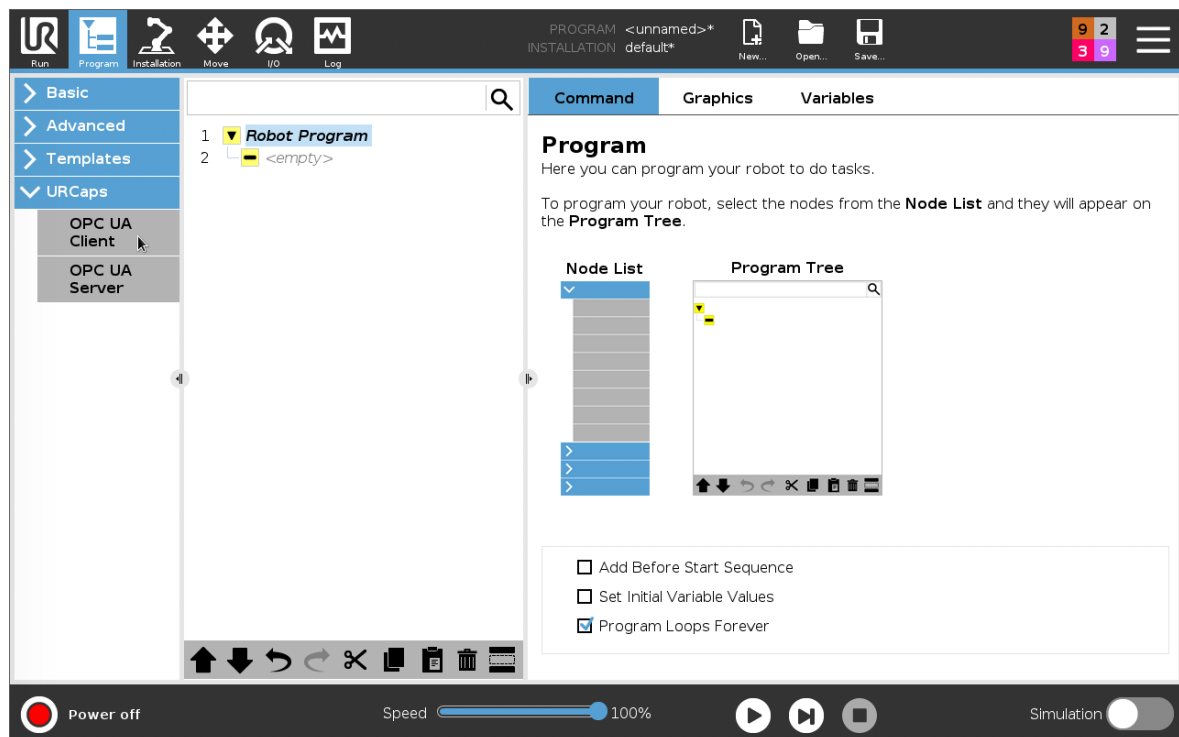 UR
Run
Program
Installation
Move
I/O
Log
PROGRAM <unnamed>*
INSTALLATION default*
New...
Open...
Save...
9 2
3 9
Basic
Advanced
Templates
URCaps
OPC UA
Client
OPC UA
Server
1 Robot Program
2 <empty>
Command Graphics Variables
Program
Here you can program your robot to do tasks.
To program your robot, select the nodes from the Node List and they will appear on
the Program Tree.
Node List Program Tree
Add Before Start Sequence
Set Initial Variable Values
Program Loops Forever
Power off
Speed 100%
Simulation